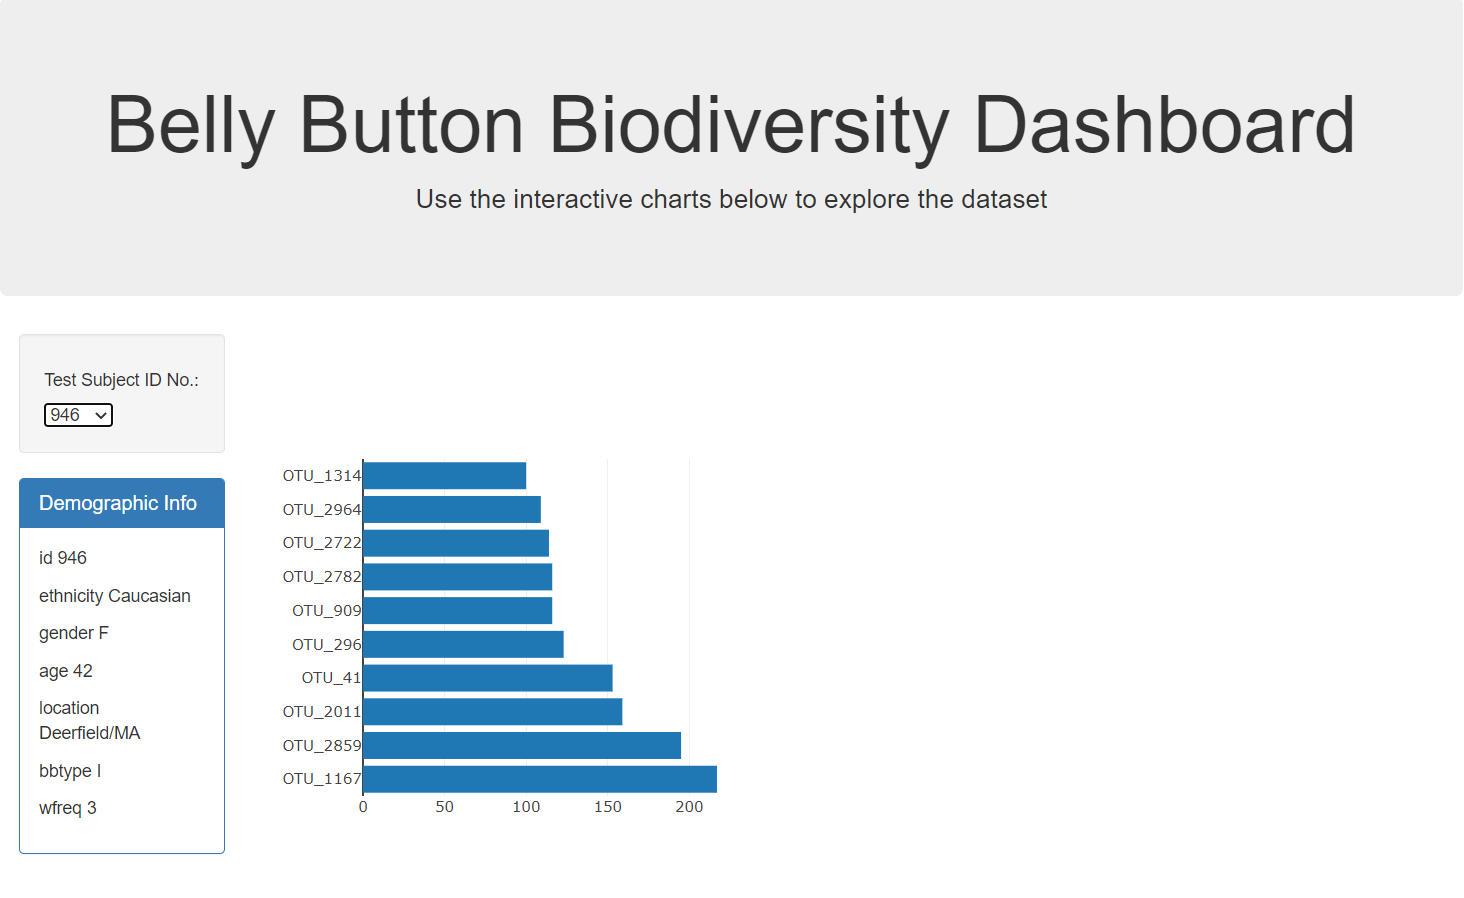 Belly Button Biodiversity Dashboard
Use the interactive charts below to explore the dataset
Test Subject ID No.:
946
Demographic Info
id 946
ethnicity Caucasian
gender F
age 42
location
Deerfield/MA
bbtype I
wfreq 3
OTU_1314
OTU_2964
OTU_2722
OTU_2782
OTU_909
OTU_296
OTU_41
OTU_2011
OTU_2859
OTU_1167
0 50 100 150 200